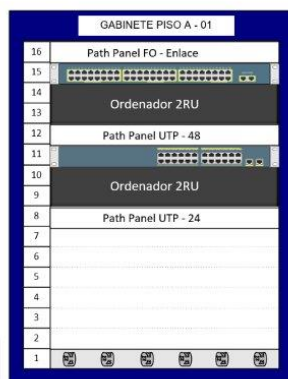 GABINETE PISO A - 01
16 Path Panel FO - Enlace
15
14
Ordenador 2RU
13
12 Path Panel UTP - 48
11
10
Ordenador 2RU
9
8 Path Panel UTP - 24
7
6
5
4
3
2
1